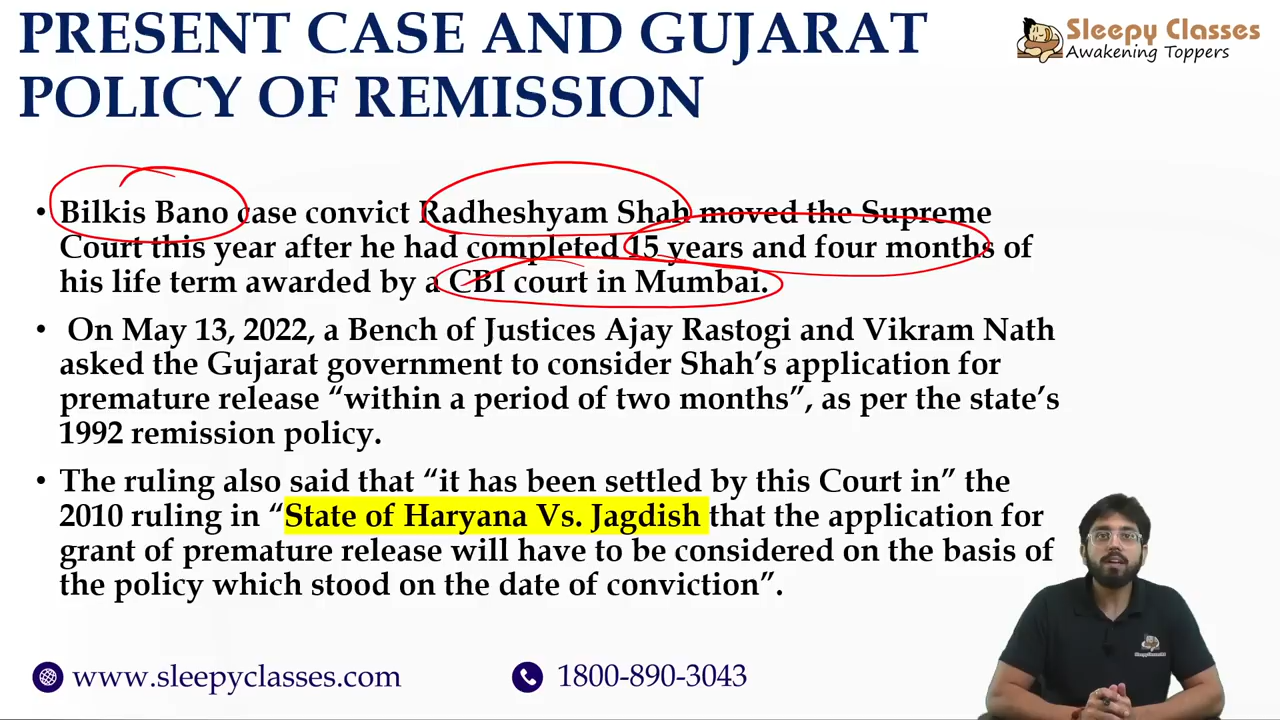 PRESENT CASE AND GUJARAT
POLICY OF REMISSION
Sleepy Classes
Awakening Toppers
• Bilkis Bano case convict Radheshyam Shah moved the Supreme
Court this year after he had completed 15 years and four months of
his life term awarded by a CBI court in Mumbai.
• On May 13, 2022, a Bench of Justices Ajay Rastogi and Vikram Nath
asked the Gujarat government to consider Shah’s application for
premature release “within a period of two months”, as per the state’s
1992 remission policy.
• The ruling also said that “it has been settled by this Court in” the
2010 ruling in “State of Haryana Vs. Jagdish that the application for
grant of premature release will have to be considered on the basis of
the policy which stood on the date of conviction”.
www.sleepyclasses.com
1800-890-3043